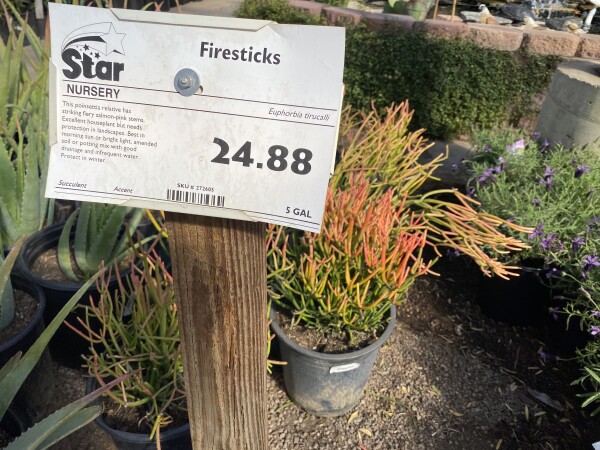 Star
NURSERY
Firesticks
Euphorbia tirucalli
This poinsettia relative has
striking fiery salmon-pink stems.
Excellent houseplant but needs
protection in landscapes. Best in
morning sun or bright light, amended
soil or potting mix with good
drainage and infrequent water.
Protect in winter.
24.88
Succulent Accent
SKU # 272605
5 GAL